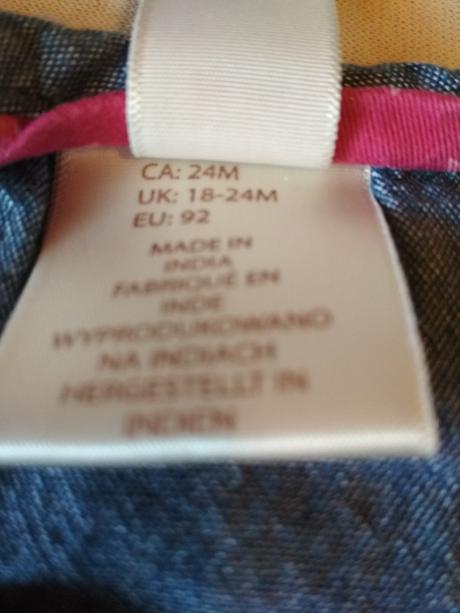 CA: 24M
UK: 18-24M
EU: 92
MADE IN
INDIA
FABRIQUÉ EN
INDE
WYPRODUKOWANO
NA INDIACH
HERGESTELLT IN
INDIEN